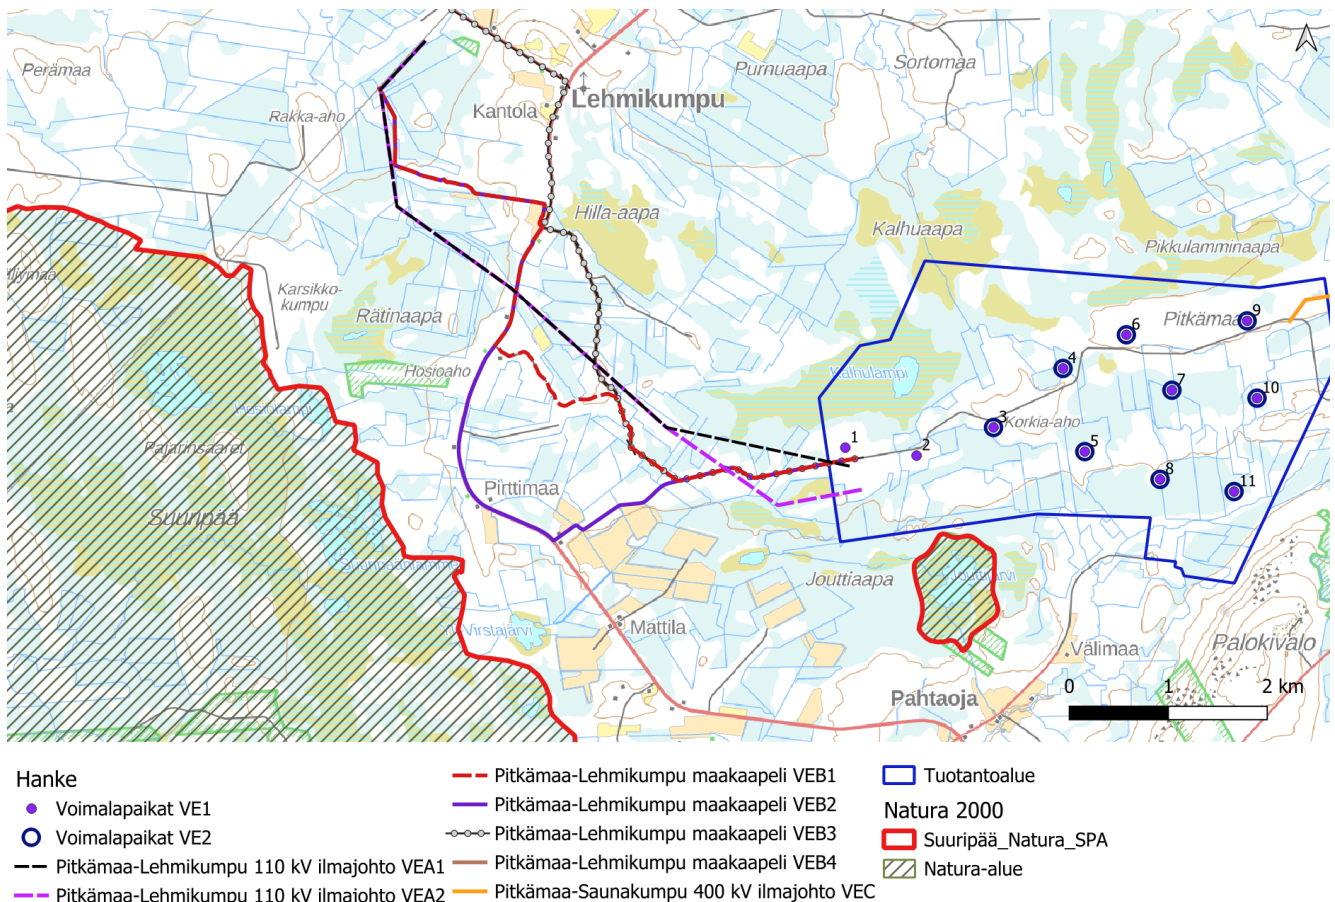 Perämaa
Rakka-aho
Kantola
Lehmikumpu
Purnuaapa
Sortomaa
Hilla-aapa
Kalhuaapa
Pikkulamminaapa
Karsikko-
kumpu
Rätinaapa
Hosioaho
Hosiolampi
Pajarinsaaret
Suuripää
Pirttimaa
Kalhulampi
Pitkämaa
Korkia-aho
1
2
3
4
5
6
7
8
9
10
11
Jouttiaapa
Jouttijärvi
Virstajärvi
Mattila
Välimaa
Palokivalo
Pahtaoja
0 1 2 km
Hanke
Voimalapaikat VE1
Voimalapaikat VE2
Pitkämaa-Lehmikumpu 110 kV ilmajohto VEA1
Pitkämaa-Lehmikumpu 110 kV ilmajohto VEA2
Pitkämaa-Lehmikumpu maakaapeli VEB1
Pitkämaa-Lehmikumpu maakaapeli VEB2
Pitkämaa-Lehmikumpu maakaapeli VEB3
Pitkämaa-Lehmikumpu maakaapeli VEB4
Pitkämaa-Saunakumpu 400 kV ilmajohto VEC
Tuotantoalue
Natura 2000
Suuripää_Natura_SPA
Natura-alue